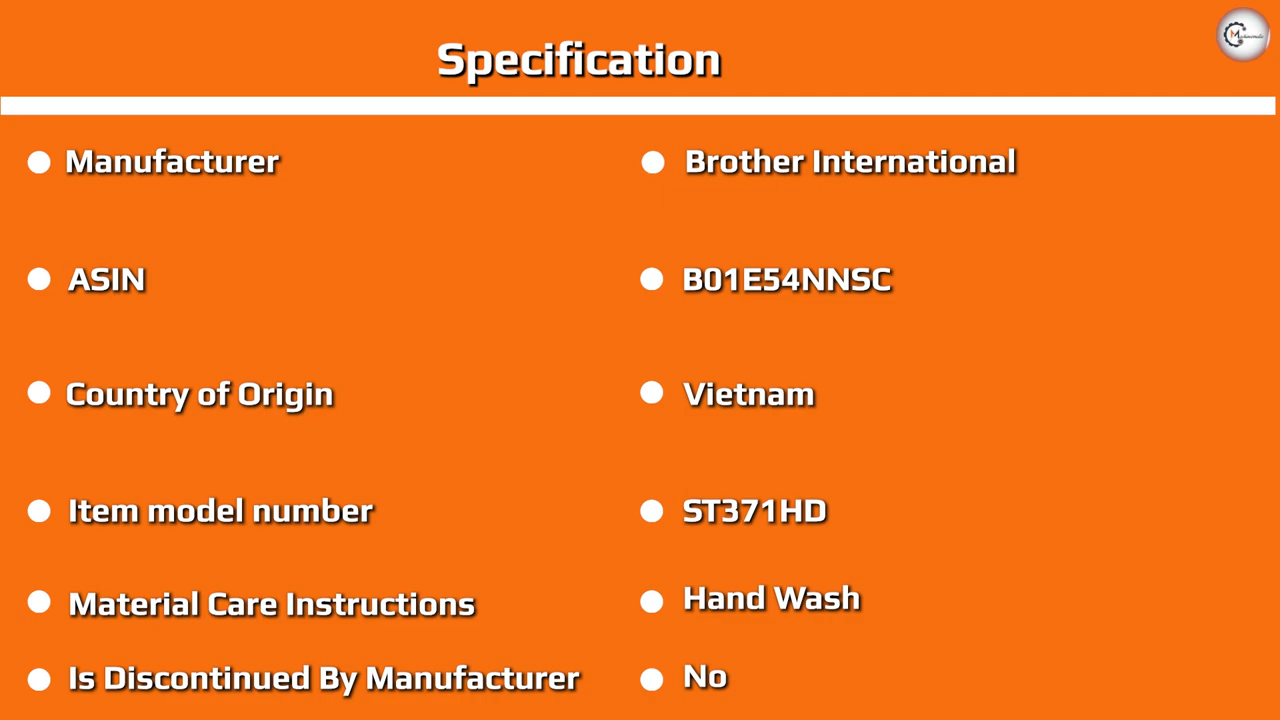 Specification
Manufacturer
Brother International
ASIN
B01E54NNSC
Country of Origin
Vietnam
Item model number
ST371HD
Material Care Instructions
Hand Wash
Is Discontinued By Manufacturer
No